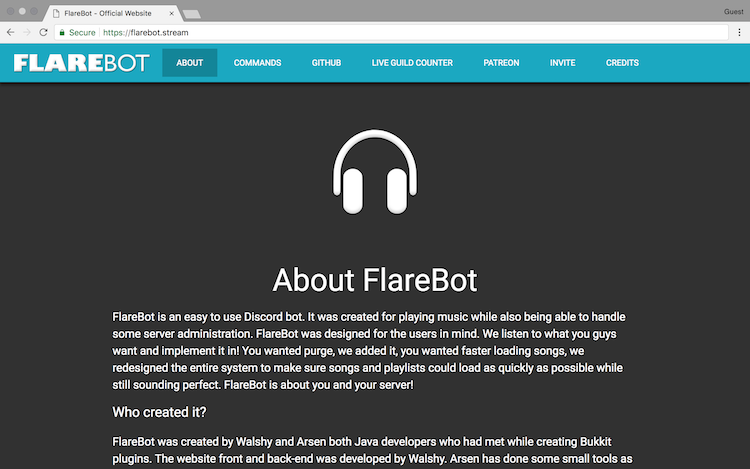 FlareBot - Official Website
Guest
Secure
https://flarebot.stream
FLAREBOT
ABOUT
COMMANDS
GITHUB
LIVE GUILD COUNTER
PATREON
INVITE
CREDITS
About FlareBot
FlareBot is an easy to use Discord bot. It was created for playing music while also being able to handle
some server administration. FlareBot was designed for the users in mind. We listen to what you guys
want and implement it in! You wanted purge, we added it, you wanted faster loading songs, we
redesigned the entire system to make sure songs and playlists could load as quickly as possible while
still sounding perfect. FlareBot is about you and your server!
Who created it?
FlareBot was created by Walshy and Arsen both Java developers who had met while creating Bukkit
plugins. The website front and back-end was developed by Walshy. Arsen has done some small tools as